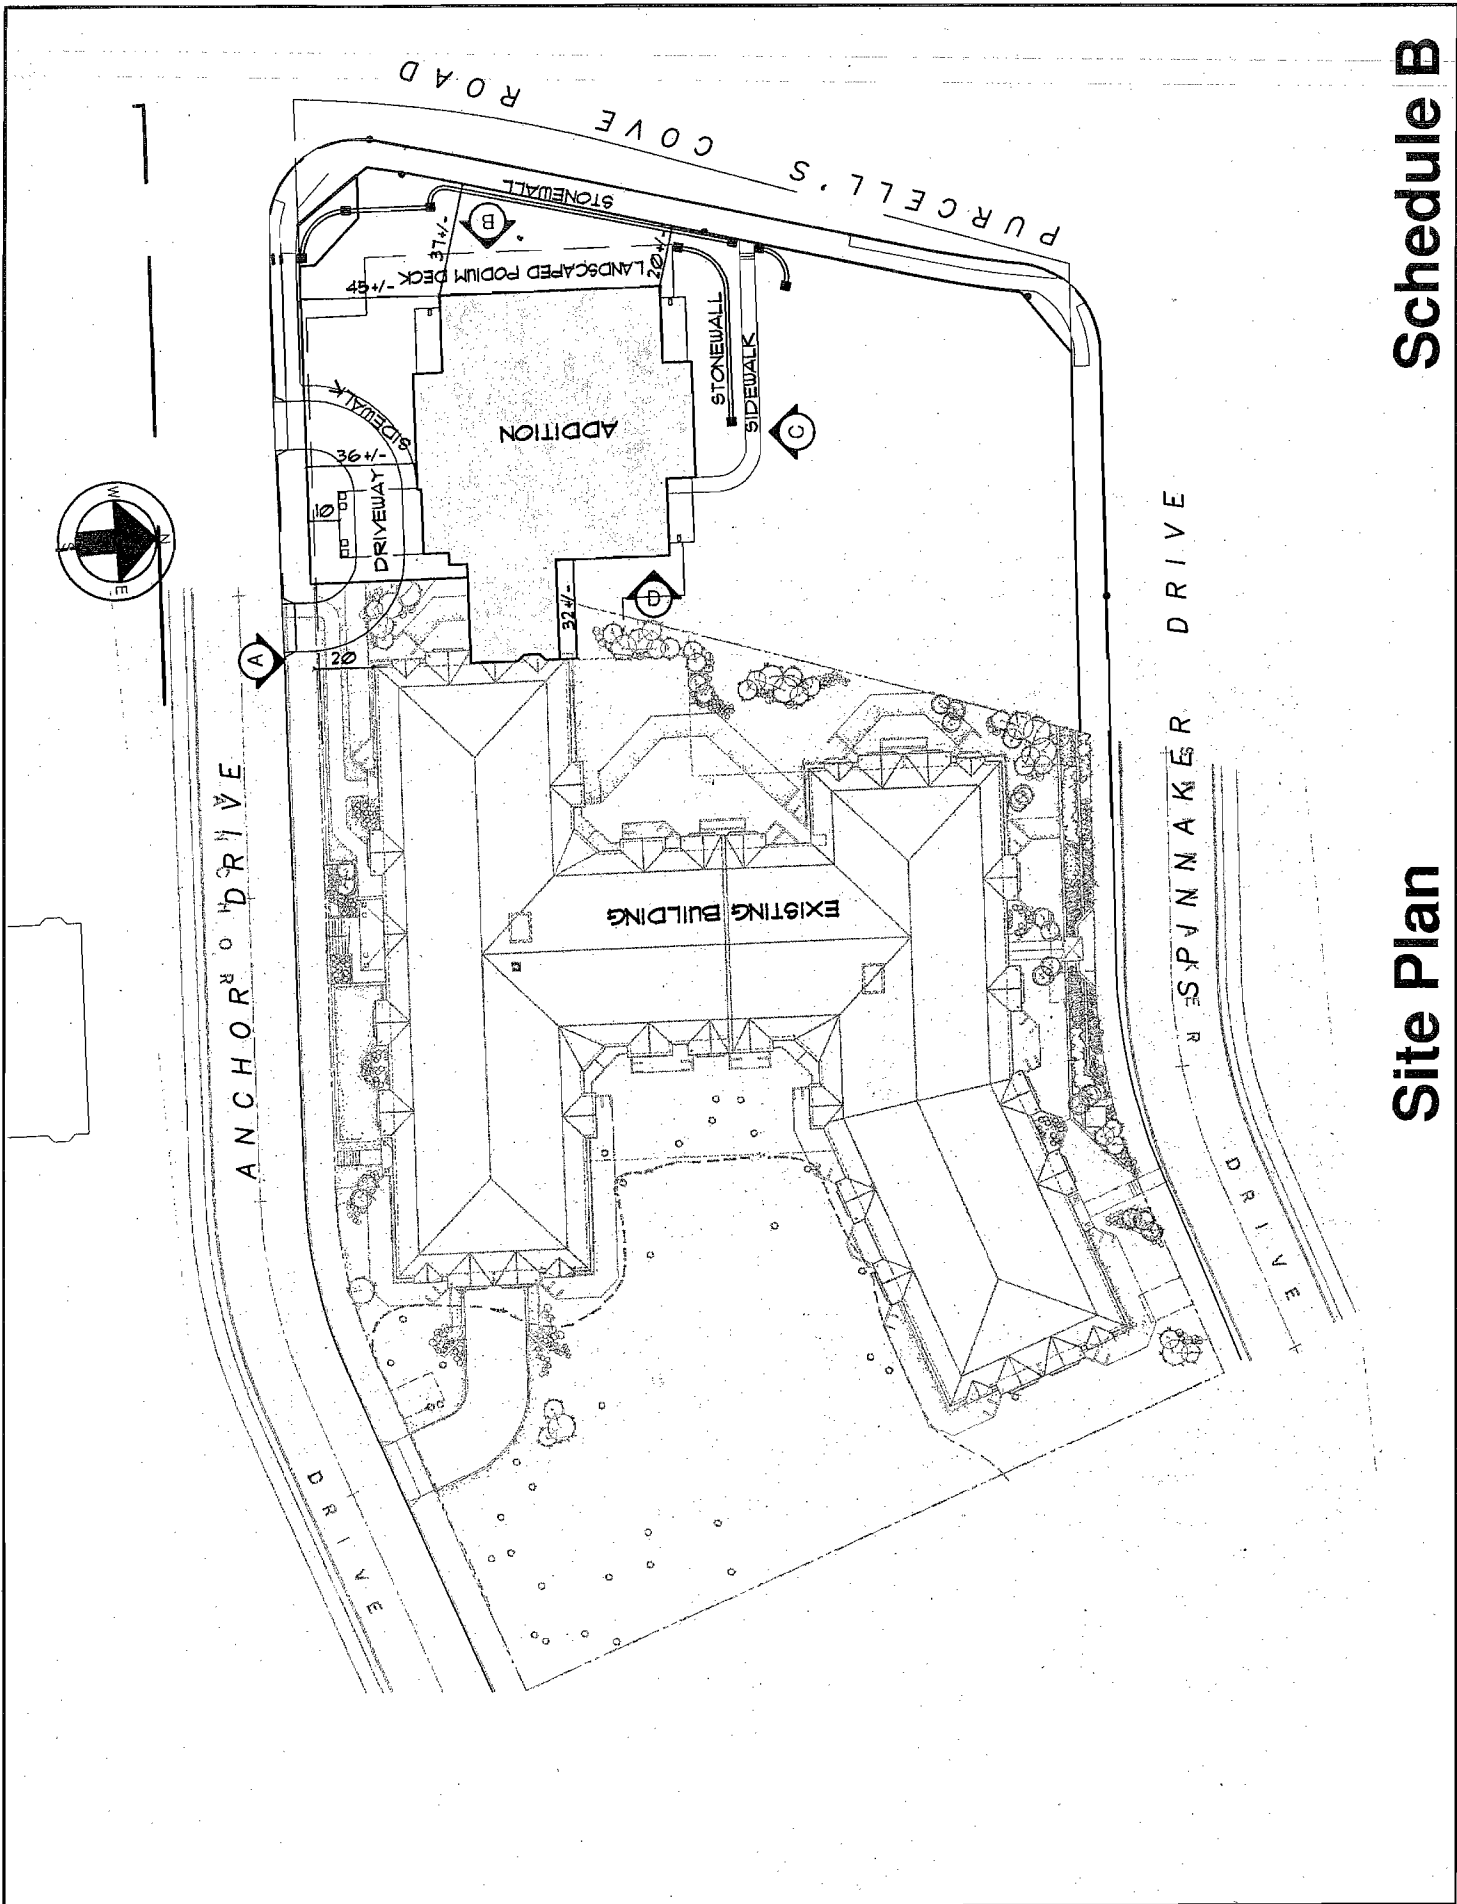 Schedule B
Site Plan
PURCELL'S COVE ROAD
STONEWALL
B
37+/-
LANDSCAPED PODIUM DECK
45+/-
20+/-
STONEWALL
SIDEWALK
SIDEWALK
ADDITION
C
36+/-
10
DRIVEWAY
W
N
S
E
D
32+/-
A
20
ANCHOR DRIVE
SPINNAKER DRIVE
EXISTING BUILDING
DRIVE
DRIVE